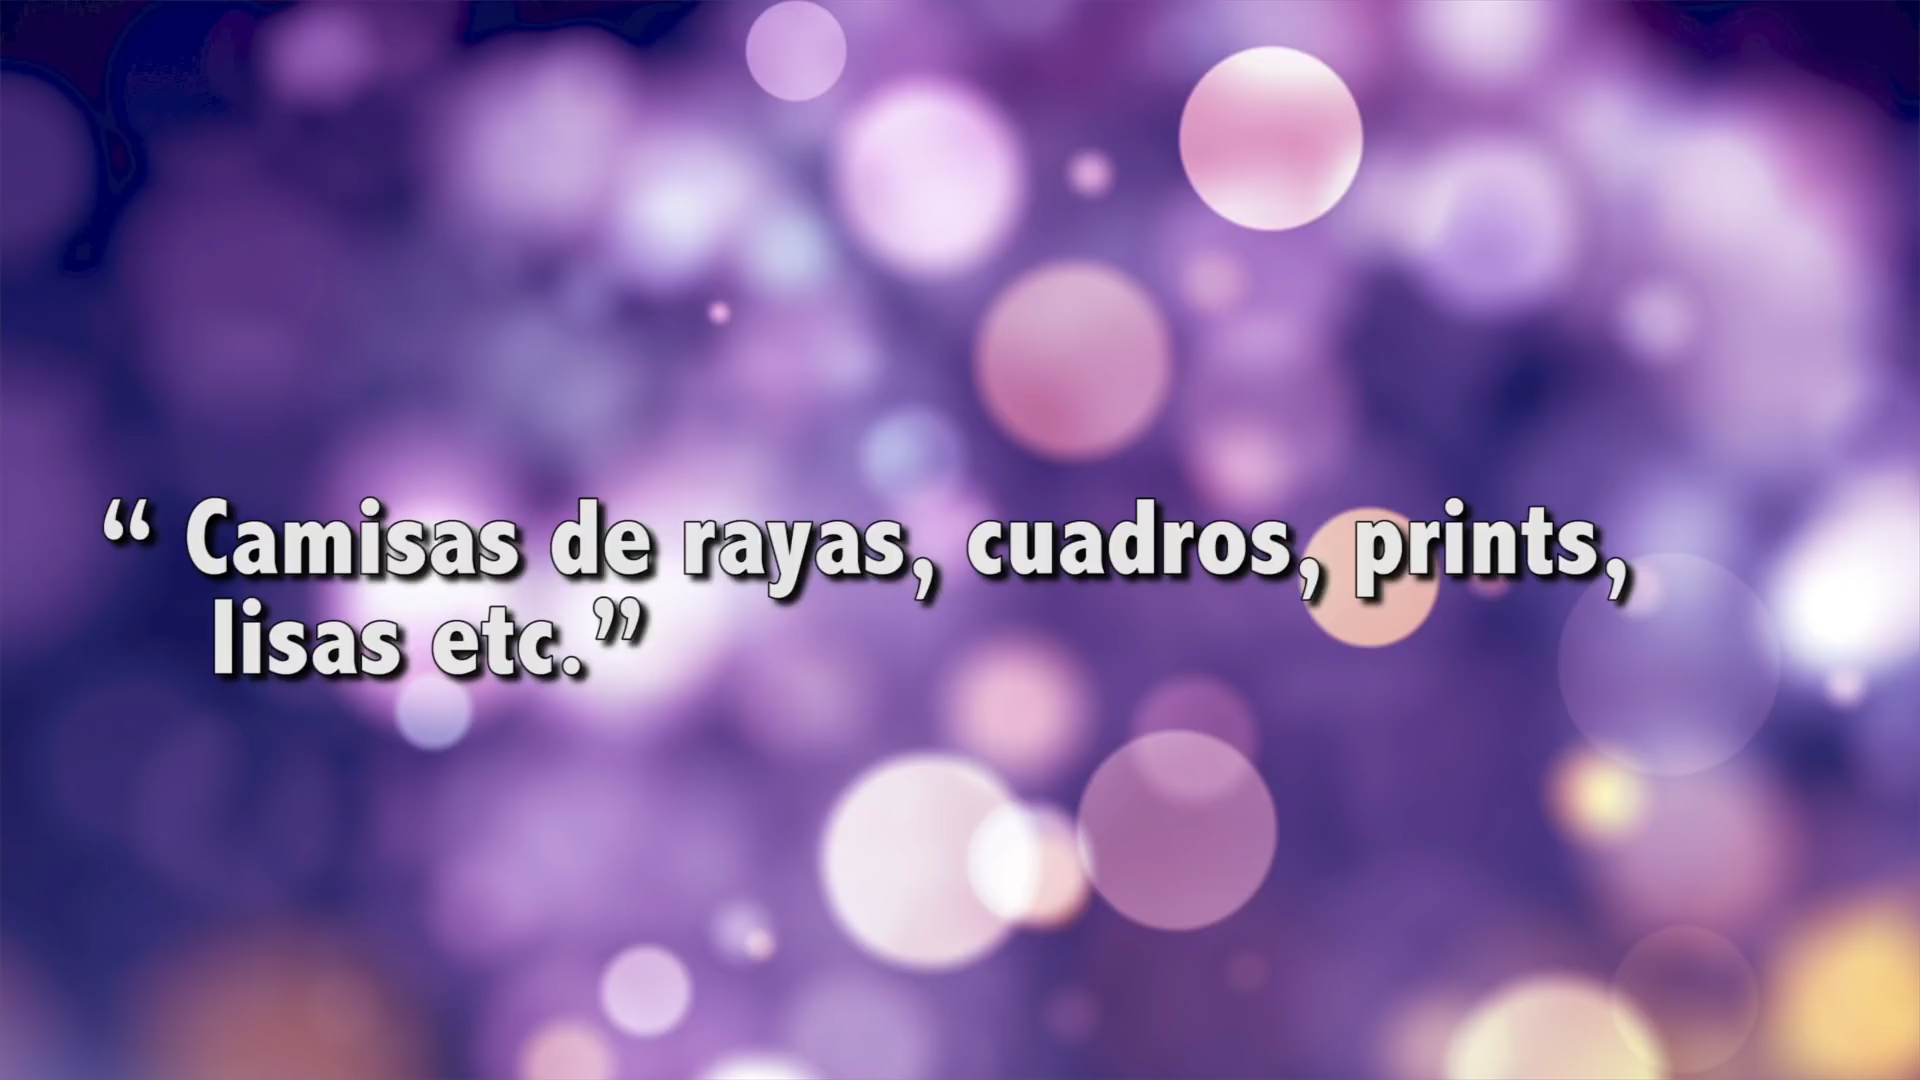 “ Camisas de rayas, cuadros, prints,
lisas etc.”